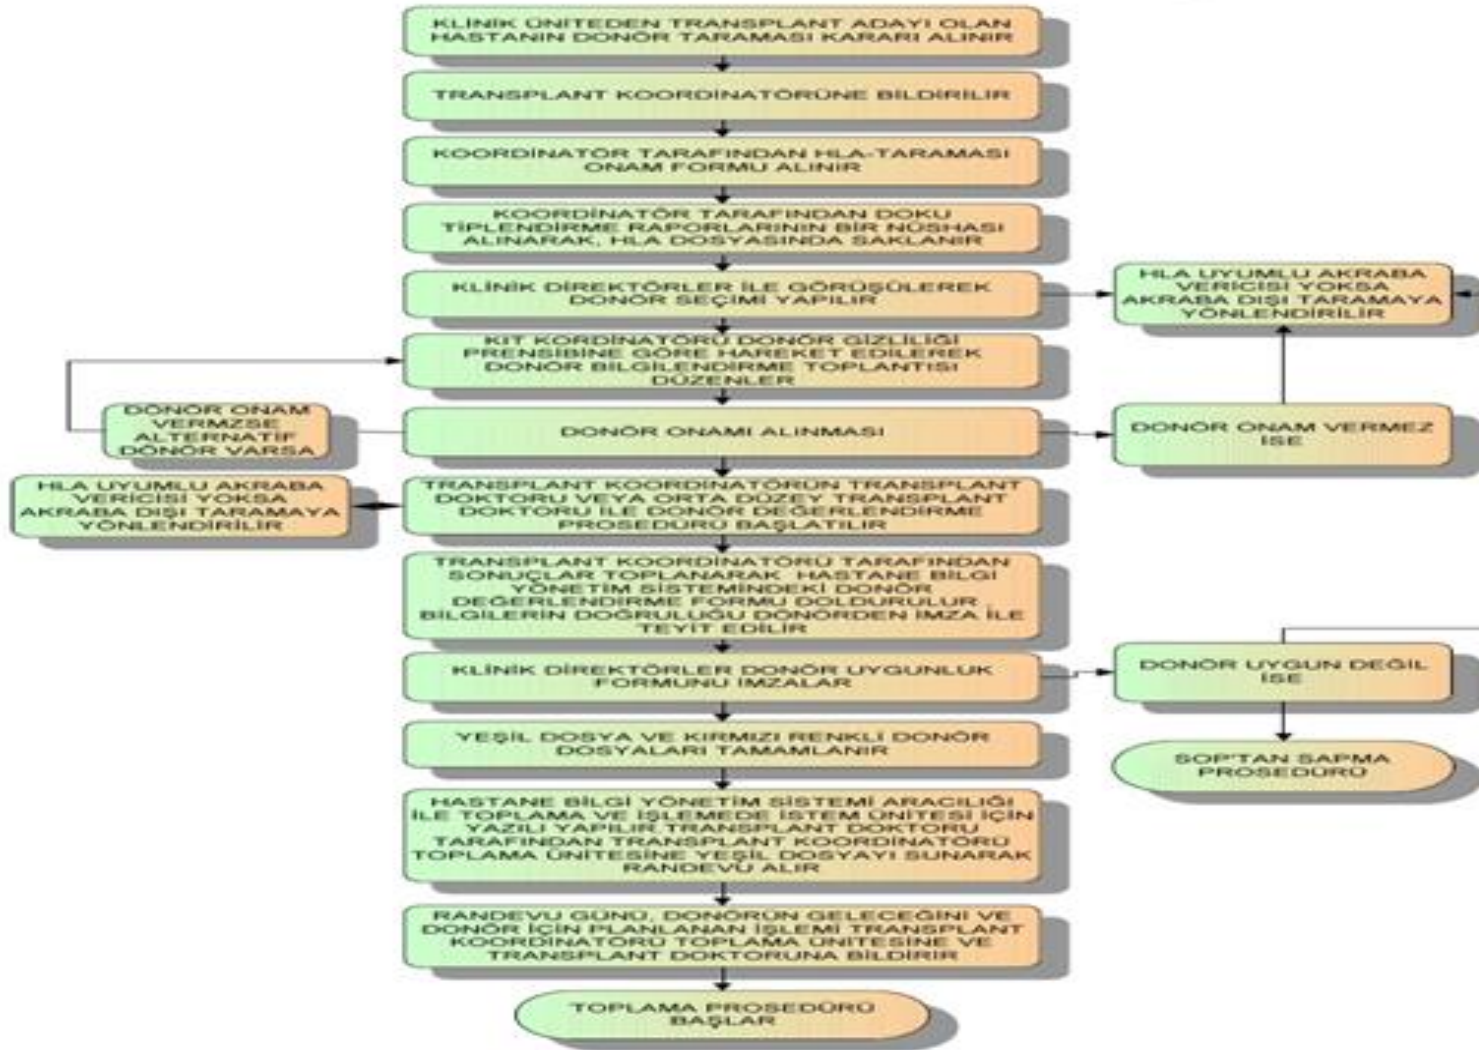 KLİNİK ÜNİTEDEN TRANSPLANT ADAYI OLAN
HASTANIN DONÖR TARAMASI KARARI ALINIR
TRANSPLANT KOORDİNATÖRÜNE BİLDİRİLİR
KOORDİNATÖR TARAFINDAN HLA-TARAMASI
ONAM FORMU ALINIR
KOORDİNATÖR TARAFINDAN DOKU
TİPLENDİRME RAPORLARININ BİR NÜSHASI
ALINARAK, HLA DOSYASINDA SAKLANIR
KLİNİK DİREKTÖRLER İLE GÖRÜŞÜLEREK
DONÖR SEÇİMİ YAPILIR
HLA UYUMLU AKRABA
VERİCİSİ YOKSA
AKRABA DIŞI TARAMAYA
YÖNLENDİRİLİR
KIT KORDİNATÖRÜ DONÖR GİZLİLİĞİ
PRENSİBİNE GÖRE HAREKET EDİLEREK
DONÖR BİLGİLENDİRME TOPLANTISI
DÜZENLER
DONÖR ONAM
VERMZSE
ALTERNATİF
DONÖR VARSA
DONÖR ONAMI ALINMASI
DONÖR ONAM VERMEZ
İSE
HLA UYUMLU AKRABA
VERİCİSİ YOKSA
AKRABA DIŞI TARAMAYA
YÖNLENDİRİLİR
TRANSPLANT KOORDİNATÖRÜN TRANSPLANT
DOKTORU VEYA ORTA DÜZEY TRANSPLANT
DOKTORU İLE DONÖR DEĞERLENDİRME
PROSEDÜRÜ BAŞLATILIR
TRANSPLANT KOORDİNATÖRÜ TARAFINDAN
SONUÇLAR TOPLANARAK HASTANE BİLGİ
YÖNETİM SİSTEMİNDEKİ DONÖR
DEĞERLENDİRME FORMU DOLDURULUR
BİLGİLERİN DOĞRULUĞU DONÖRDEN İMZA İLE
TEYİT EDİLİR
KLİNİK DİREKTÖRLER DONÖR UYGUNLUK
FORMUNU İMZALAR
DONÖR UYGUN DEĞİL
İSE
YEŞİL DOSYA VE KIRMIZI RENKLİ DONÖR
DOSYALARI TAMAMLANIR
SOP'TAN SAPMA
PROSEDÜRÜ
HASTANE BİLGİ YÖNETİM SİSTEMİ ARACILIĞI
İLE TOPLAMA VE İŞLEMEDE İSTEM ÜNİTESİ İÇİN
YAZILI YAPILIR TRANSPLANT DOKTORU
TARAFINDAN TRANSPLANT KOORDİNATÖRÜ
TOPLAMA ÜNİTESİNE YEŞİL DOSYAYI SUNARAK
RANDEVU ALIR
RANDEVU GÜNÜ, DONÖRÜN GELECEĞİNİ VE
DONÖR İÇİN PLANLANAN İŞLEMİ TRANSPLANT
KOORDİNATÖRÜ TOPLAMA ÜNİTESİNE VE
TRANSPLANT DOKTORUNA BİLDİRİR
TOPLAMA PROSEDÜRÜ
BAŞLAR